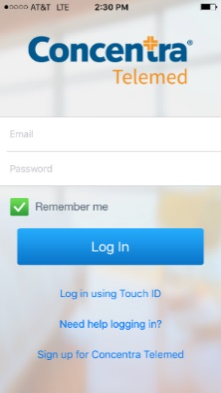 AT&T LTE 2:30 PM
Concentra®
Telemed
Email
Password
Remember me
Log In
Log in using Touch ID
Need help logging in?
Sign up for Concentra Telemed